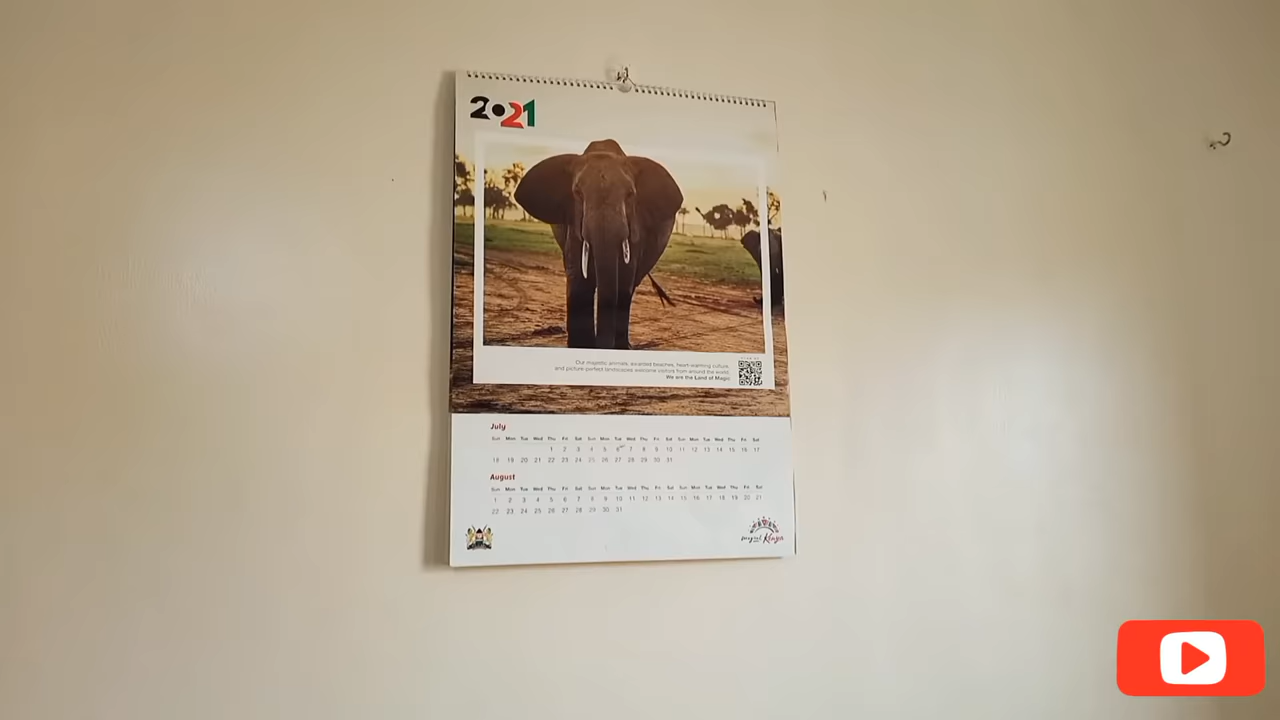 2021
Our majestic animals, awarded beaches, heart-warming culture,
and picture-perfect landscapes welcome visitors from around the world.
We are the Land of Magic
July
Sun Mon Tue Wed Thu Fri Sat Sun Mon Tue Wed Thu Fri Sat Sun Mon Tue Wed Thu Fri Sat
1 2 3 4 5 6 7 8 9 10 11 12 13 14 15 16 17
18 19 20 21 22 23 24 25 26 27 28 29 30 31
August
Sun Mon Tue Wed Thu Fri Sat Sun Mon Tue Wed Thu Fri Sat Sun Mon Tue Wed Thu Fri Sat
1 2 3 4 5 6 7 8 9 10 11 12 13 14 15 16 17 18 19 20 21
22 23 24 25 26 27 28 29 30 31
magical Kenya